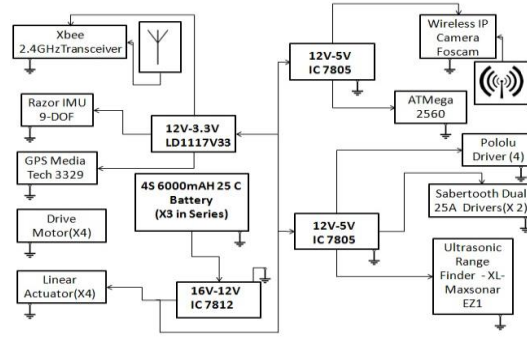 Xbee
2.4GHzTransceiver
Razor IMU
9-DOF
GPS Media
Tech 3329
Drive
Motor(X4)
Linear
Actuator(X4)
12V-3.3V
LD1117V33
4S 6000mAH 25 C
Battery
(X3 in Series)
16V-12V
IC 7812
12V-5V
IC 7805
12V-5V
IC 7805
Wireless IP
Camera
Foscam
ATMega
2560
Pololu
Driver (4)
Sabertooth Dual
25A Drivers(X 2)
Ultrasonic
Range
Finder - XL-
Maxsonar
EZ1